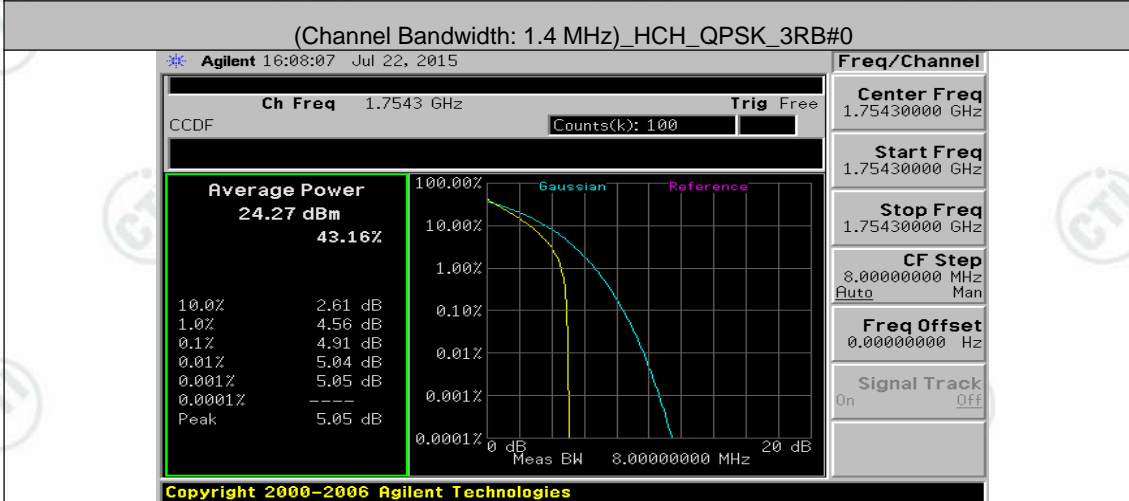 (Channel Bandwidth: 1.4 MHz)_HCH_QPSK_3RB#0
Agilent 16:08:07 Jul 22, 2015
Freq/Channel
Ch Freq 1.7543 GHz Trig Free
CCDF Counts(k): 100
Average Power
24.27 dBm
43.16%
10.0% 2.61 dB
1.0% 4.56 dB
0.1% 4.91 dB
0.01% 5.04 dB
0.001% 5.05 dB
0.0001% ----
Peak 5.05 dB
Gaussian Reference
100.00%
10.00%
1.00%
0.10%
0.01%
0.001%
0.0001%
0 dB 20 dB
Meas BW 8.00000000 MHz
Center Freq
1.75430000 GHz
Start Freq
1.75430000 GHz
Stop Freq
1.75430000 GHz
CF Step
8.00000000 MHz
Auto Man
Freq Offset
0.00000000 Hz
Signal Track
On Off
Copyright 2000-2006 Agilent Technologies
CTI
CTI